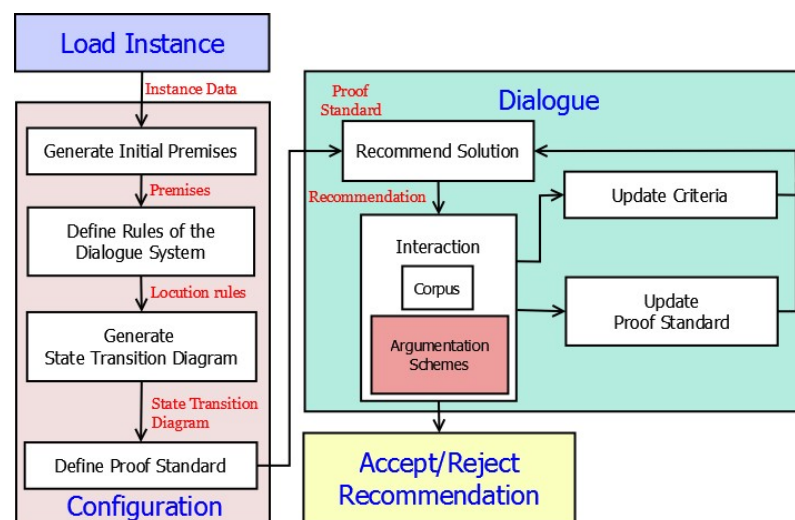 Load Instance
Instance Data
Generate Initial Premises
Premises
Define Rules of the
Dialogue System
Locution rules
Generate
State Transition Diagram
State Transition
Diagram
Define Proof Standard
Configuration
Dialogue
Proof
Standard
Recommend Solution
Recommendation
Interaction
Corpus
Argumentation
Schemes
Update Criteria
Update
Proof Standard
Accept/Reject
Recommendation